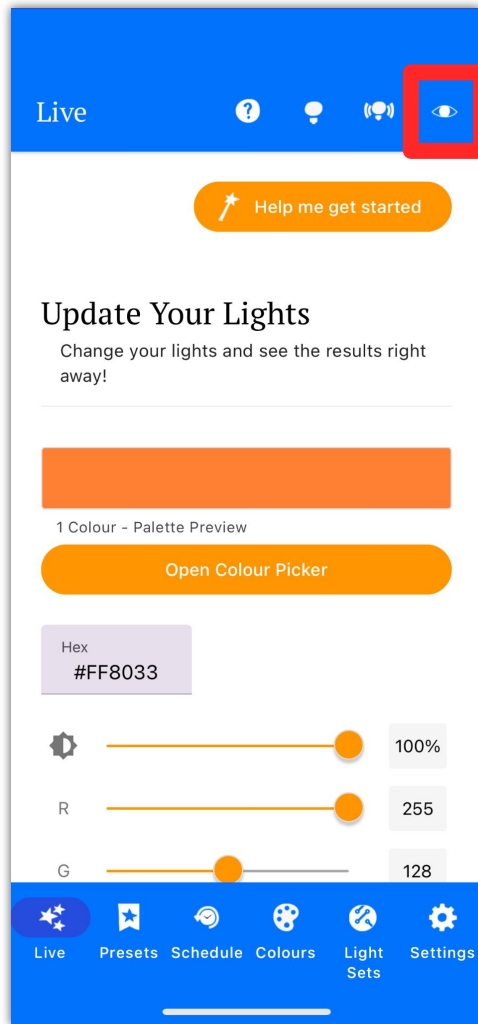 Live
Help me get started
Update Your Lights
Change your lights and see the results right
away!
1 Colour - Palette Preview
Open Colour Picker
Hex
#FF8033
100%
R
255
G
128
Live
Presets
Schedule
Colours
Light
Sets
Settings